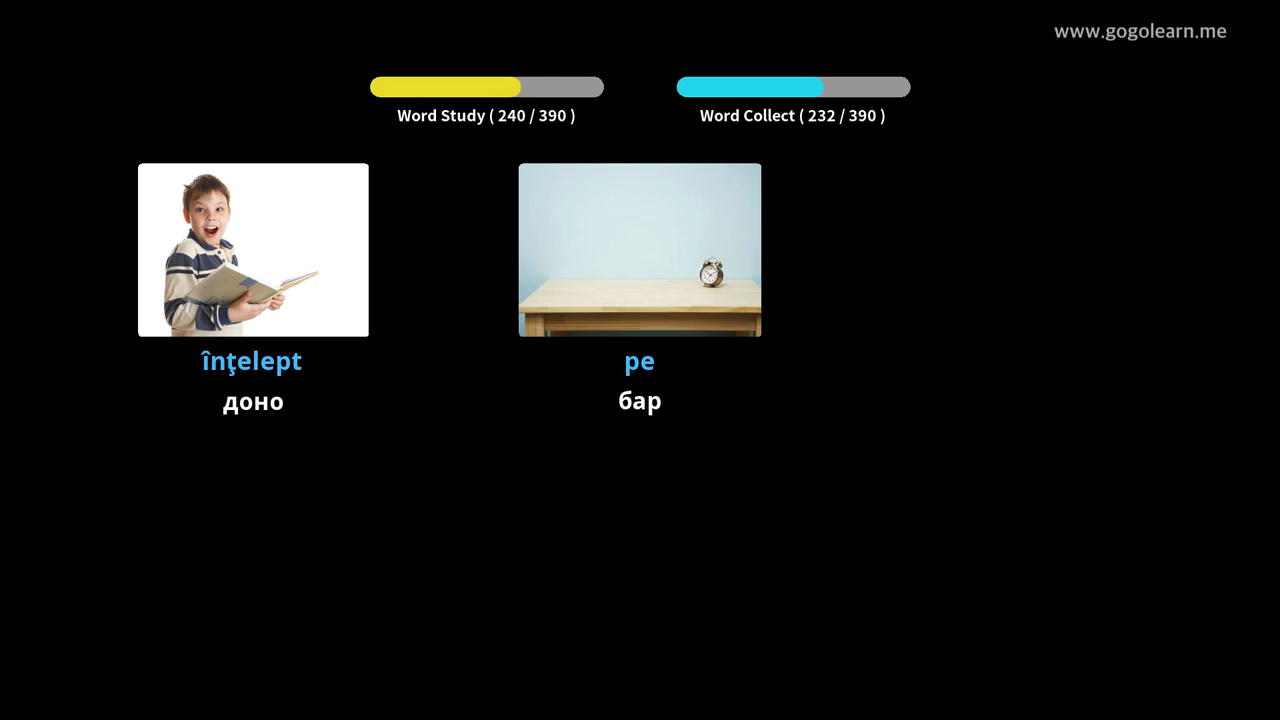 www.gogolearn.me
Word Study ( 240 / 390 )
Word Collect ( 232 / 390 )
înţelept
pe
доно
бар